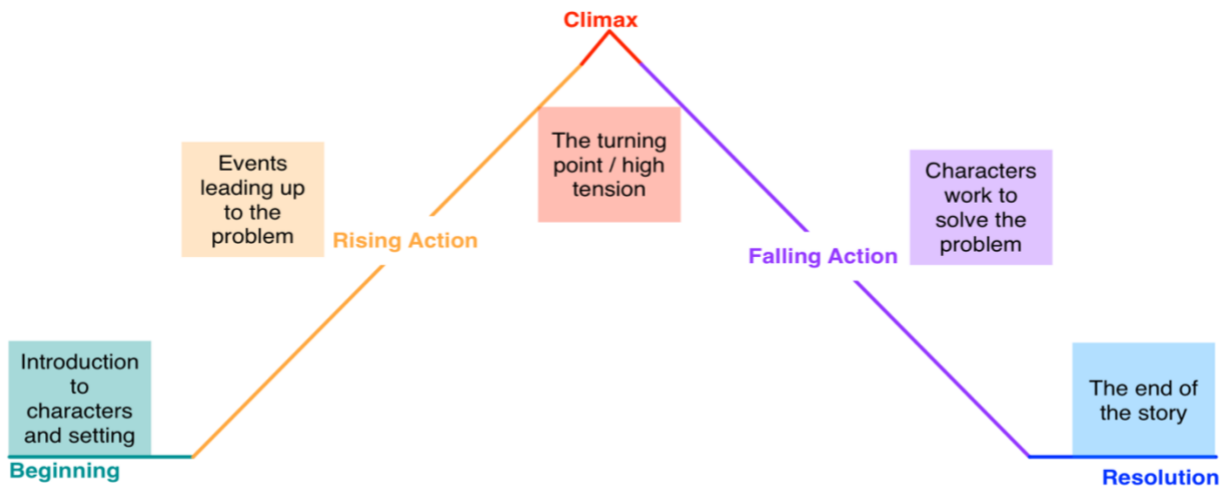 Climax
The turning
point / high
tension
Events
leading up
to the
problem
Rising Action
Characters
work to
solve the
problem
Falling Action
Introduction
to
characters
and setting
Beginning
The end of
the story
Resolution